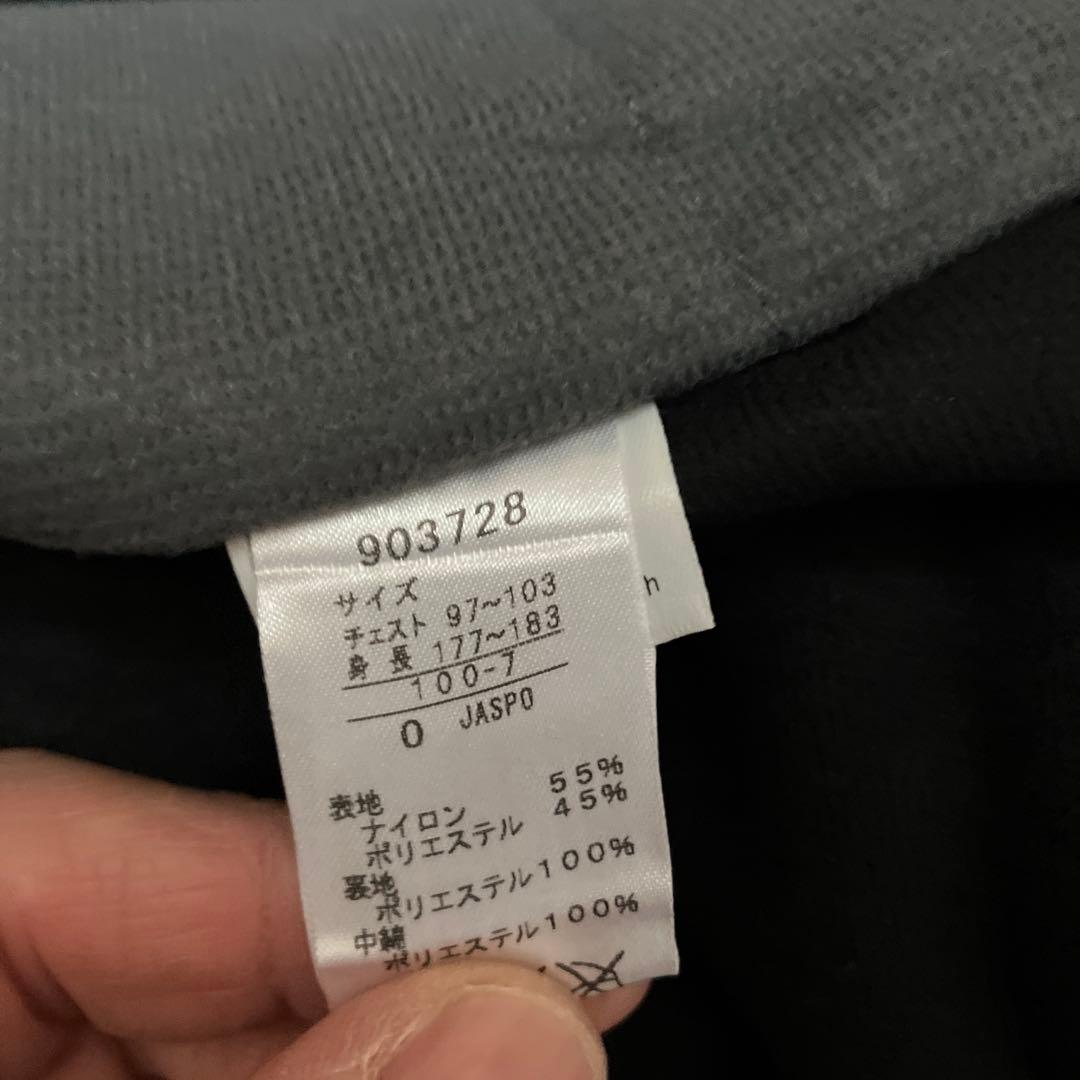 903728
サイズ
チェスト 97~103
身長 177~183
100-7
O JASPO
表地
ナイロン 55%
ポリエステル 45%
裏地
ポリエステル100%
中綿
ポリエステル100%
h